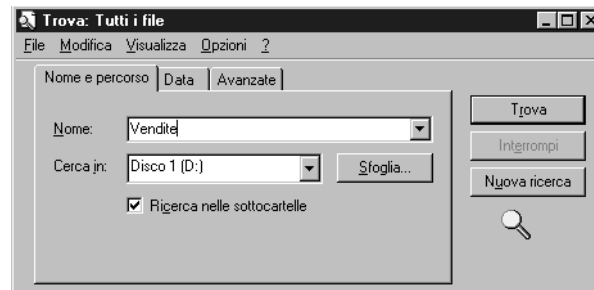 Trova: Tutti i file
File Modifica Visualizza Opzioni ?
Nome e percorso Data Avanzate
Nome: Vendite
Cerca in: Disco 1 (D:) Sfoglia...
Ricerca nelle sottocartelle
Trova
Interrompi
Nuova ricerca